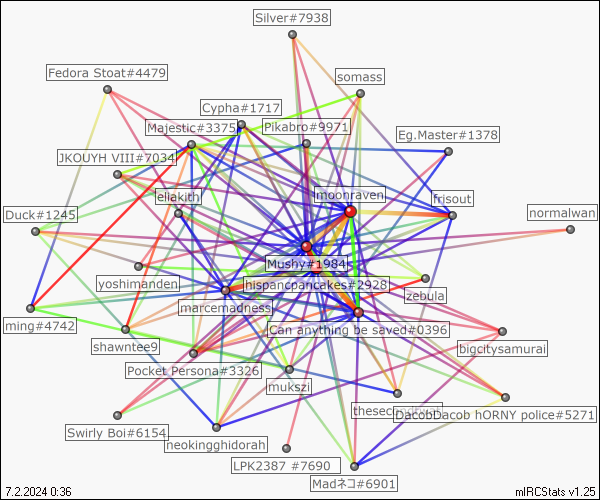 Silver#7938
Fedora Stoat#4479
somass
Cypha#1717
Majestic#3375
Pikabro#9971
Eg.Master#1378
JKOUYH VIII#7034
eliakith
moonraven
frisout
Duck#1245
normalwan
Mushy#1984
yoshimanden
hispancpancakes#2928
zebula
marcemadness
ming#4742
Can anything be saved#0396
shawntee9
bigcitysamurai
Pocket Persona#3326
mukszi
DacobDacob hORNY police#5271
Swirly Boi#6154
neokingghidorah
LPK2387 #7690
Madネコ#6901
7.2.2024 0:36
mIRCStats v1.25